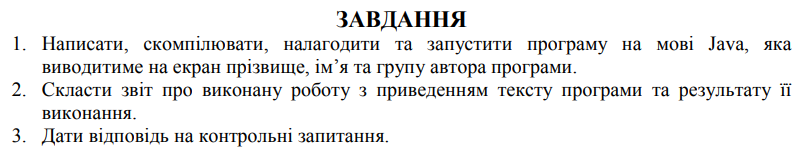 ЗАВДАННЯ
1. Написати, скомпілювати, налагодити та запустити програму на мові Java, яка
виводитиме на екран прізвище, ім’я та групу автора програми.
2. Скласти звіт про виконану роботу з приведенням тексту програми та результату її
виконання.
3. Дати відповідь на контрольні запитання.